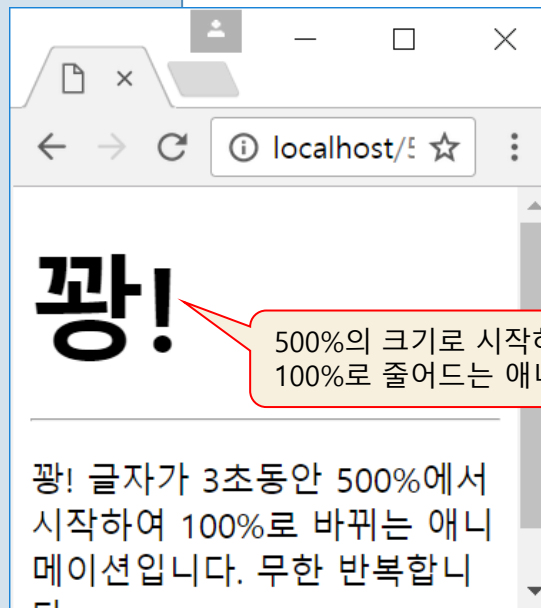 localhost/5
꽝!
500%의 크기로 시작하
100%로 줄어드는 애니
꽝! 글자가 3초동안 500%에서
시작하여 100%로 바뀌는 애니
메이션입니다. 무한 반복합니